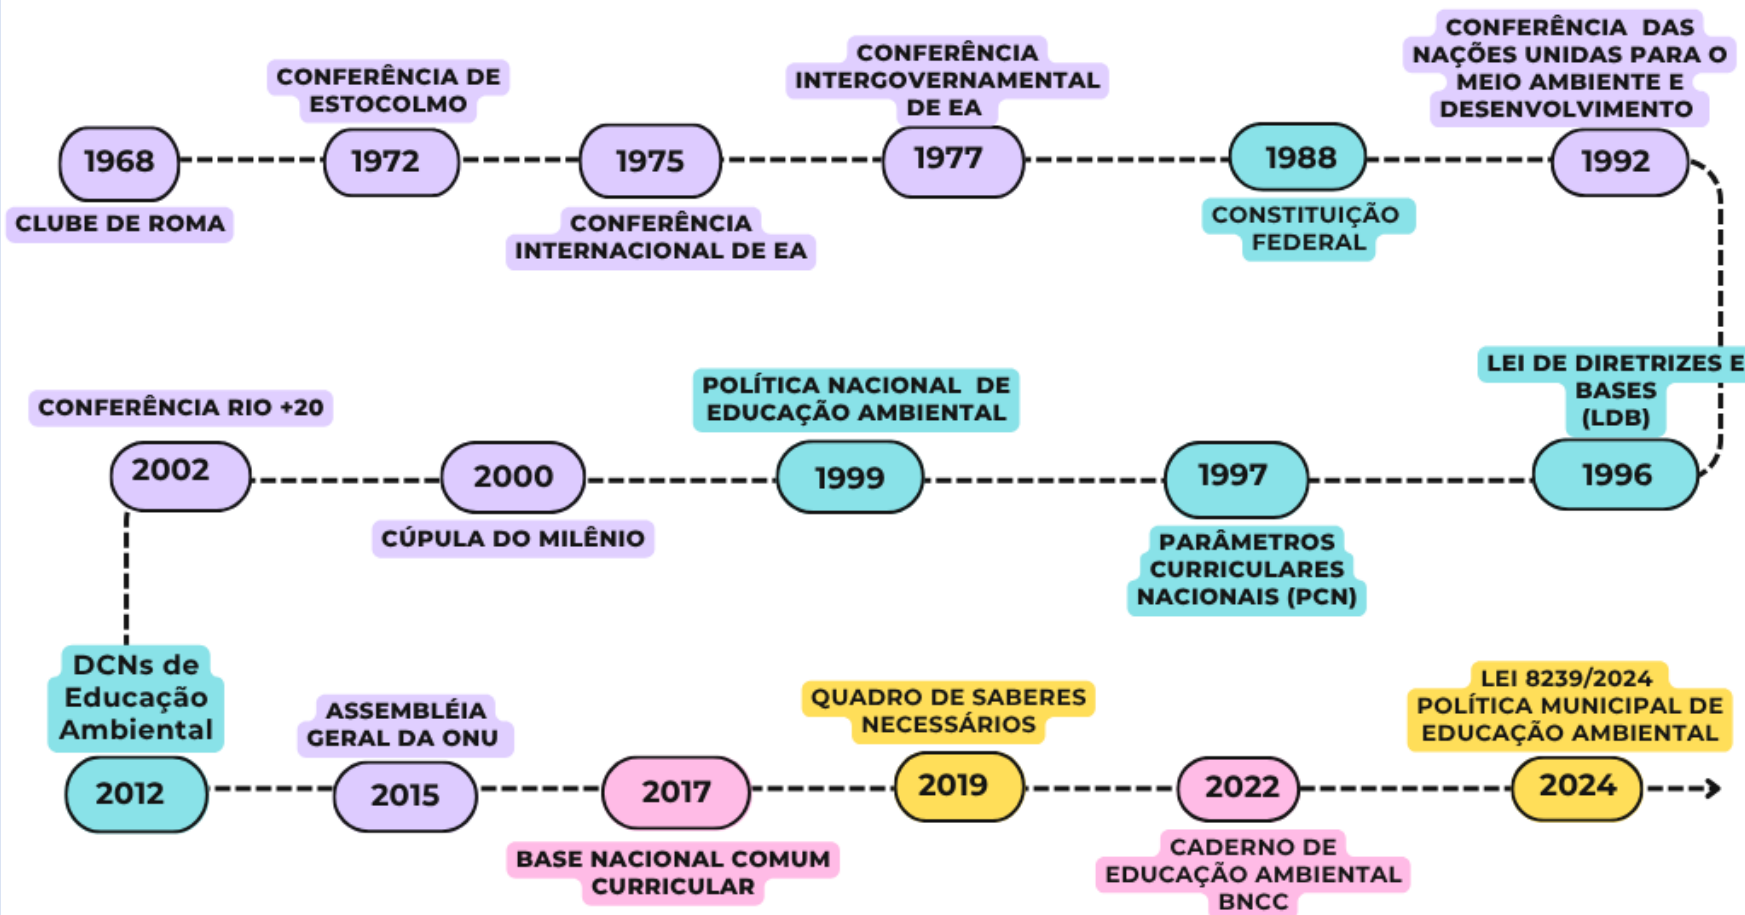 CONFERÊNCIA DE
ESTOCOLMO
CONFERÊNCIA
INTERGOVERNAMENTAL
DE EA
CONFERÊNCIA DAS
NAÇÕES UNIDAS PARA O
MEIO AMBIENTE E
DESENVOLVIMENTO
1968
1972
1975
1977
1988
1992
CLUBE DE ROMA
CONFERÊNCIA
INTERNACIONAL DE EA
CONSTITUIÇÃO
FEDERAL
CONFERÊNCIA RIO +20
POLÍTICA NACIONAL DE
EDUCAÇÃO AMBIENTAL
LEI DE DIRETRIZES E
BASES
(LDB)
2002
2000
1999
1997
1996
CÚPULA DO MILÊNIO
PARÂMETROS
CURRICULARES
NACIONAIS (PCN)
DCNs de
Educação
Ambiental
ASSEMBLÉIA
GERAL DA ONU
QUADRO DE SABERES
NECESSÁRIOS
LEI 8239/2024
POLÍTICA MUNICIPAL DE
EDUCAÇÃO AMBIENTAL
2012
2015
2017
2019
2022
2024
BASE NACIONAL COMUM
CURRICULAR
CADERNO DE
EDUCAÇÃO AMBIENTAL
BNCC